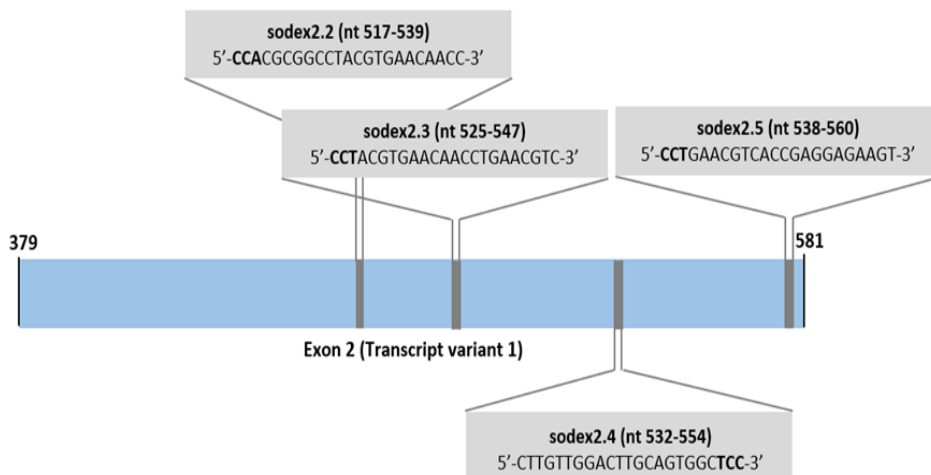 sodex2.2 (nt 517-539)
5’-CCACGCGGCCTACGTGAACAACC-3’
sodex2.3 (nt 525-547)
5’-CCTACGTGAACAACCTGAACGTC-3’
sodex2.5 (nt 538-560)
5’-CCTGAACGTCACCGAGGAGAAGT-3’
379
581
Exon 2 (Transcript variant 1)
sodex2.4 (nt 532-554)
5’-CTTGTTGGACTTGCAGTGGCTCC-3’